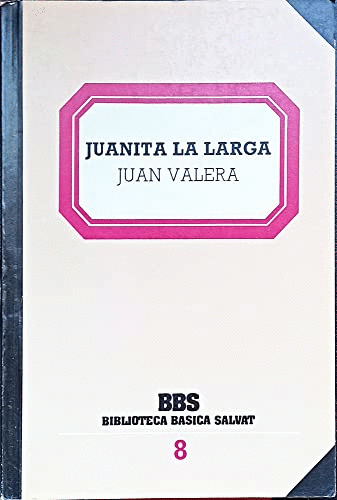 JUANITA LA LARGA
JUAN VALERA
BBS
BIBLIOTECA BASICA SALVAT
8